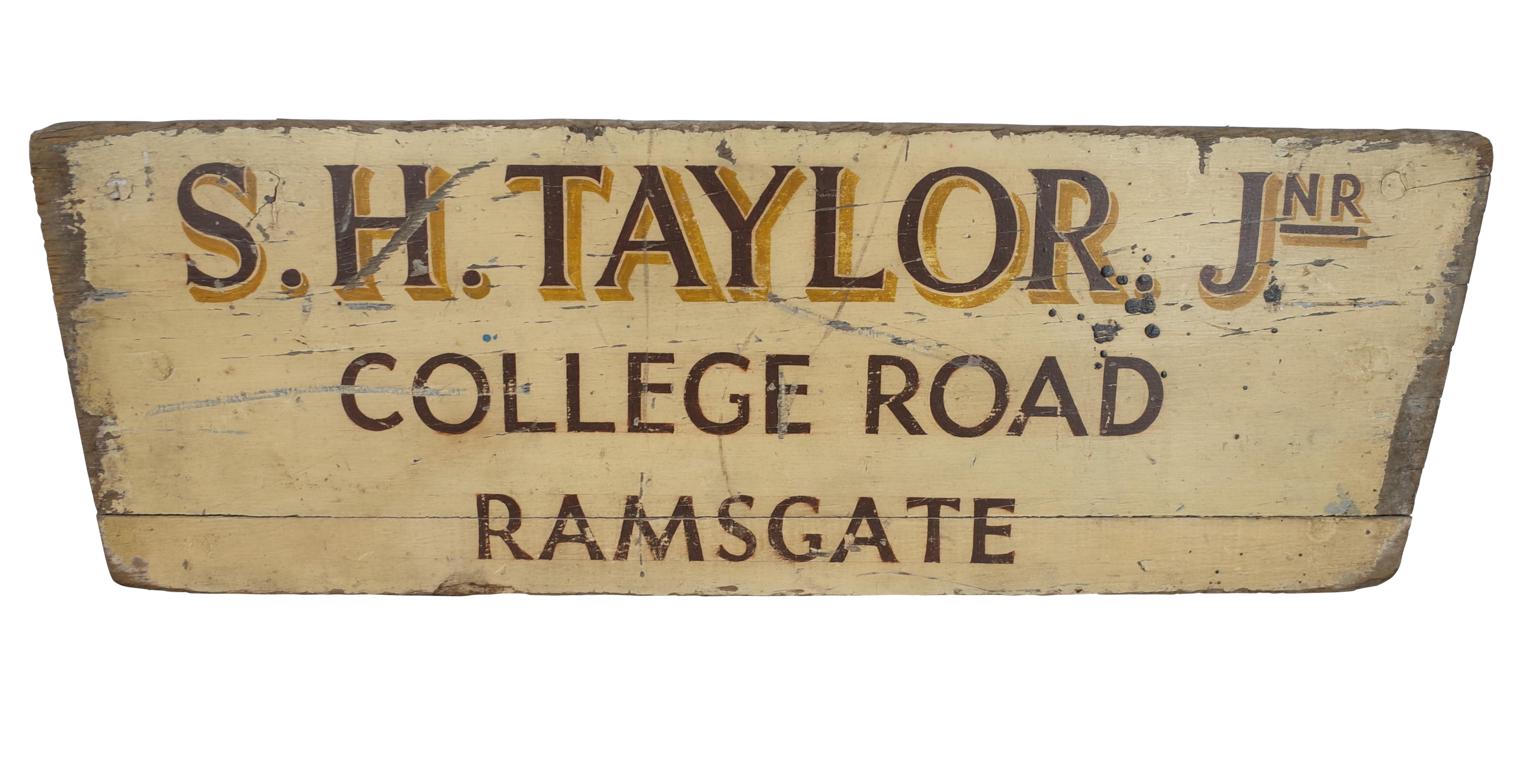 S.H. TAYLOR. JNR
COLLEGE ROAD
RAMSGATE